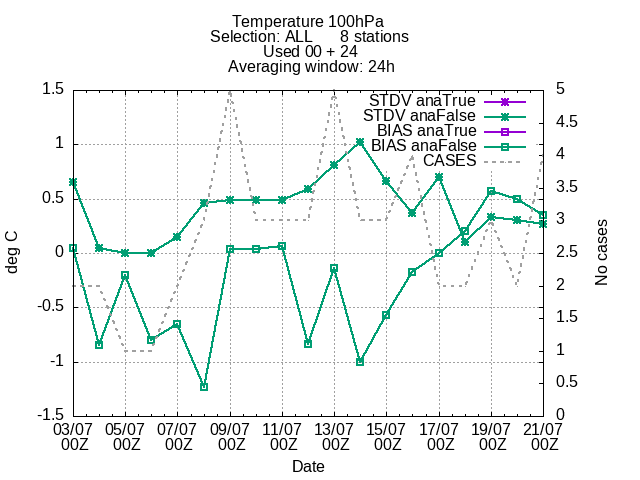 Temperature 100hPa
Selection: ALL 8 stations
Used 00 + 24
Averaging window: 24h
STDV anaTrue
STDV anaFalse
BIAS anaTrue
BIAS anaFalse
CASES
1.5
1
0.5
0
-0.5
-1
-1.5
deg C
5
4.5
4
3.5
3
2.5
2
1.5
1
0.5
0
No cases
03/07 05/07 07/07 09/07 11/07 13/07 15/07 17/07 19/07 21/07
00Z 00Z 00Z 00Z 00Z 00Z 00Z 00Z 00Z 00Z
Date